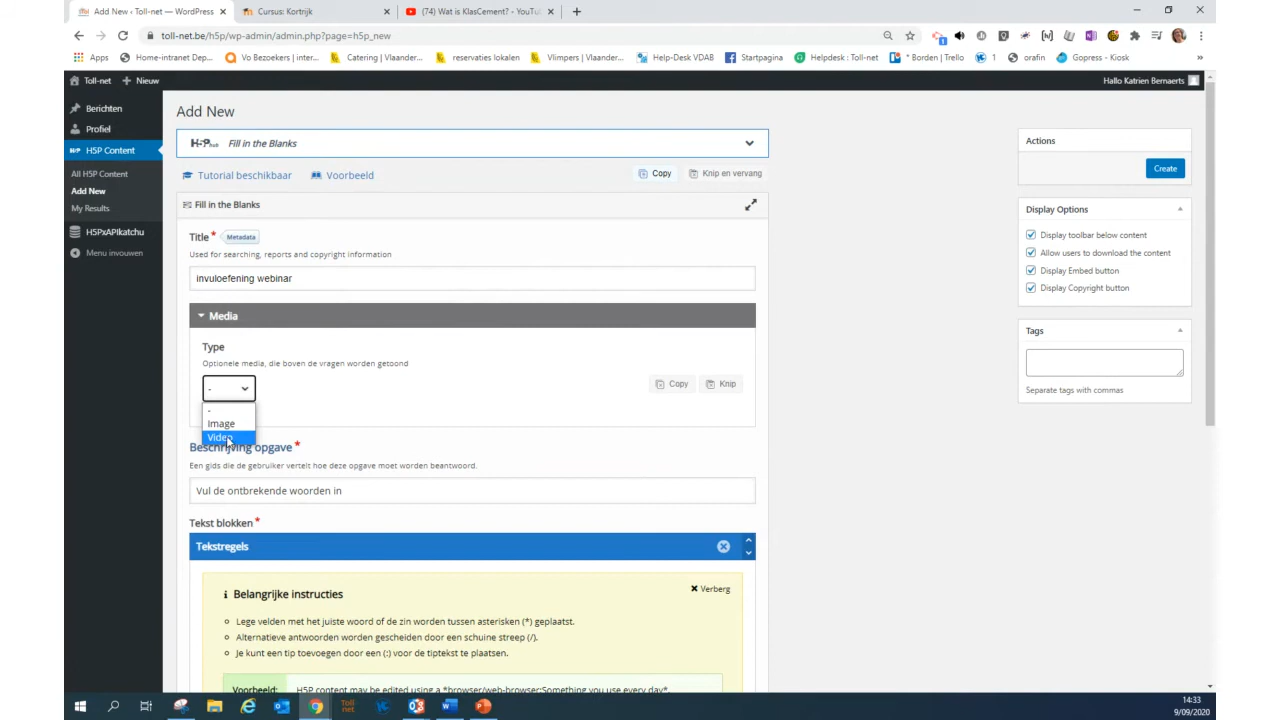 Add New ‹ Toll-net — WordPress
Cursus: Kortrijk
(74) Wat is KlasCement? - YouTu
toll-net.be/h5p/wp-admin/admin.php?page=h5p_new
Apps
Home-intranet Dep...
Vo Bezoekers | inter...
Catering | Vlaander...
reservaties lokalen
Vlimpers | Vlaander...
Help-Desk VDAB
Startpagina
Helpdesk : Toll-net
* Borden | Trello
1
orafin
Gopress - Kiosk
Toll-net
Nieuw
Hallo Katrien Bernaerts
Berichten
Profiel
H5P Content
All H5P Content
Add New
My Results
H5PxAPIkatchu
Menu invouwen
Add New
H5P hub Fill in the Blanks
Tutorial beschikbaar
Voorbeeld
Copy
Knip en vervang
Fill in the Blanks
Title * Metadata
Used for searching, reports and copyright information
invuloefening webinar
Media
Type
Optionele media, die boven de vragen worden getoond
-
Copy
Knip
-
Image
Video
Beschrijving opgave *
Een gids die de gebruiker vertelt hoe deze opgave moet worden beantwoord.
Vul de ontbrekende woorden in
Tekst blokken *
Tekstregels
Belangrijke instructies
Verberg
Lege velden met het juiste woord of de zin worden tussen asterisken (*) geplaatst.
Alternatieve antwoorden worden gescheiden door een schuine streep (/).
Je kunt een tip toevoegen door een (:) voor de tiptekst te plaatsen.
Voorbeeld:
H5P content may be edited using a *browser/web-browser:Something you use every day*.
Actions
Create
Display Options
Display toolbar below content
Allow users to download the content
Display Embed button
Display Copyright button
Tags
Separate tags with commas
Toll net
14:33
9/09/2020